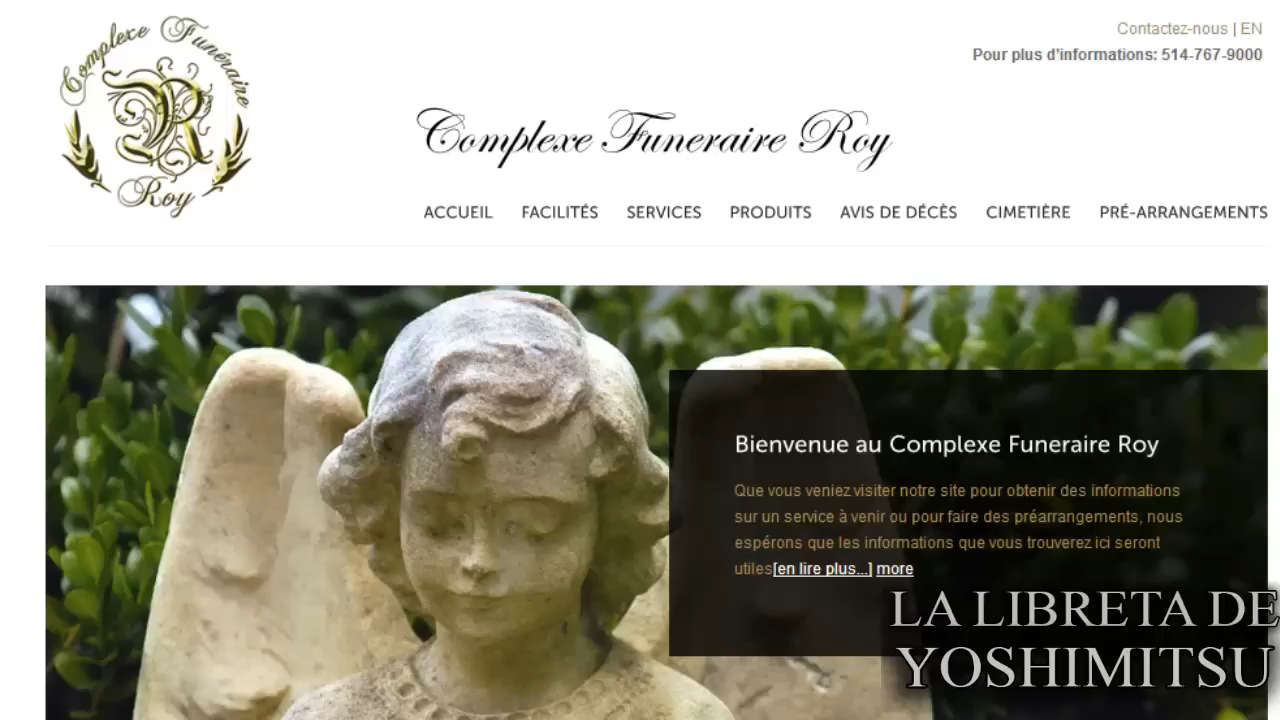 Complexe Funéraire
R
Roy
Contactez-nous | EN
Pour plus d'informations: 514-767-9000
Complexe Funeraire Roy
ACCUEIL FACILITÉS SERVICES PRODUITS AVIS DE DÉCÈS CIMETIÈRE PRÉ-ARRANGEMENTS
Bienvenue au Complexe Funeraire Roy
Que vous veniez visiter notre site pour obtenir des informations
sur un service à venir ou pour faire des préarrangements, nous
espérons que les informations que vous trouverez ici seront
utiles[en lire plus...] more
LA LIBRETA DE
YOSHIMITSU